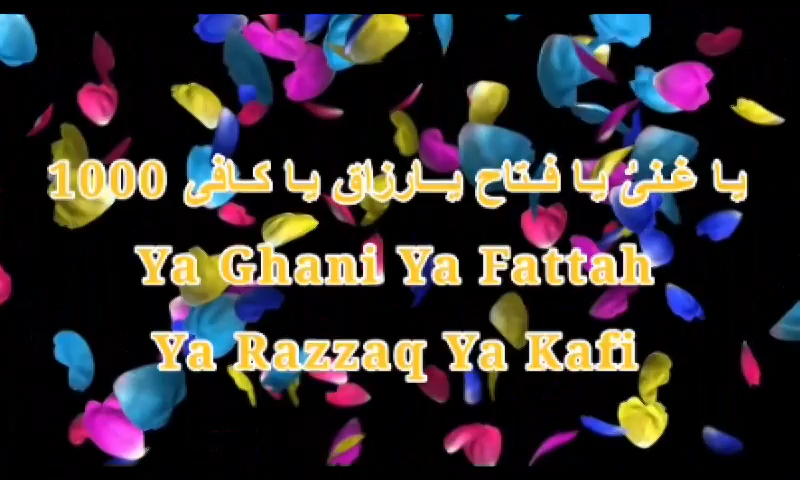 یا غنیُ یا فتاح یارزاق یا کافی 1000
Ya Ghani Ya Fattah
Ya Razzaq Ya Kafi